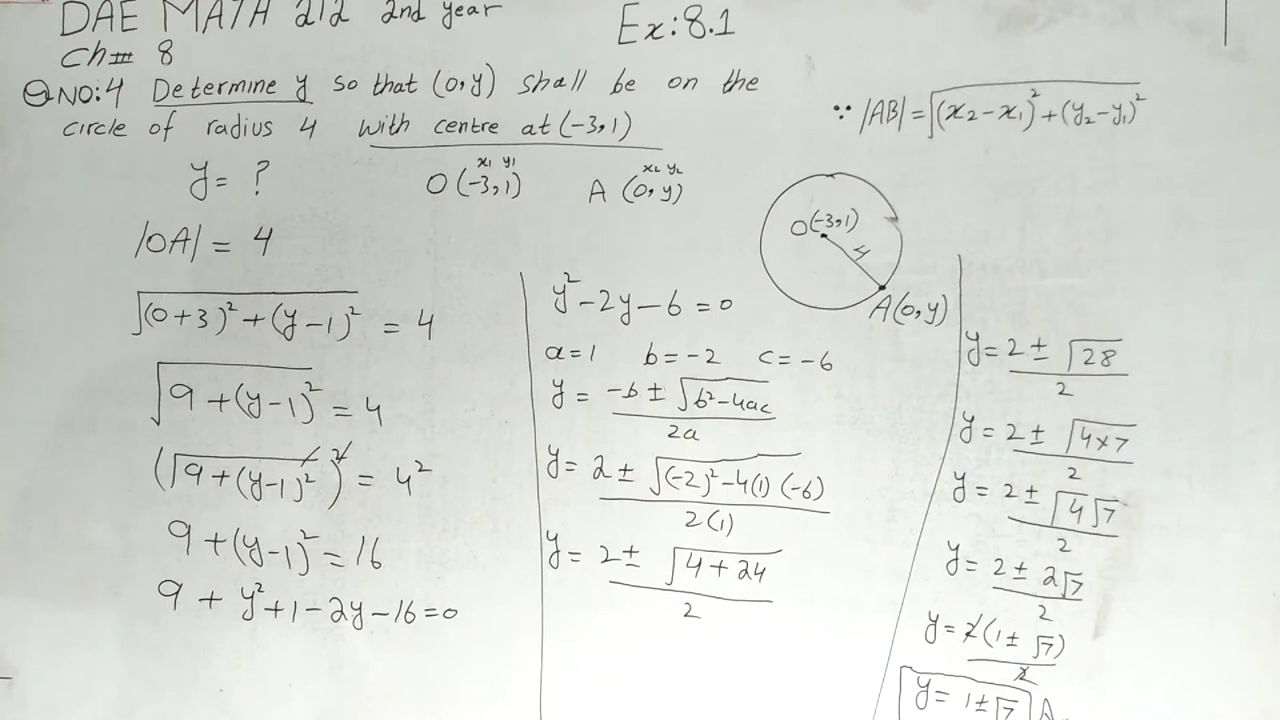 DAE MATH 212 2nd year Ex: 8.1
Ch# 8
QNO:4 Determine y so that (0,y) shall be on the
circle of radius 4 with centre at (-3,1)
∵ |AB| = √((x₂-x₁)²+(y₂-y₁)²)
y = ?
x₁ y₁
O(-3,1)
x₂ y₂
A (0,y)
|OA| = 4
√((0+3)²+(y-1)²) = 4
√(9+(y-1)²) = 4
(√(9+(y-1)²))² = 4²
9+(y-1)² = 16
9 + y²+1-2y-16=0
O(-3,1)
4
A(0,y)
y²-2y-6=0
a=1 b=-2 c=-6
y = (-b ± √(b²-4ac))/2a
y = (2 ± √((-2)²-4(1)(-6)))/2(1)
y = (2 ± √(4+24))/2
y = (2 ± √28)/2
y = (2 ± √(4×7))/2
y = (2 ± √4√7)/2
y = (2 ± 2√7)/2
y = 2(1 ± √7)/2
y = 1±√7